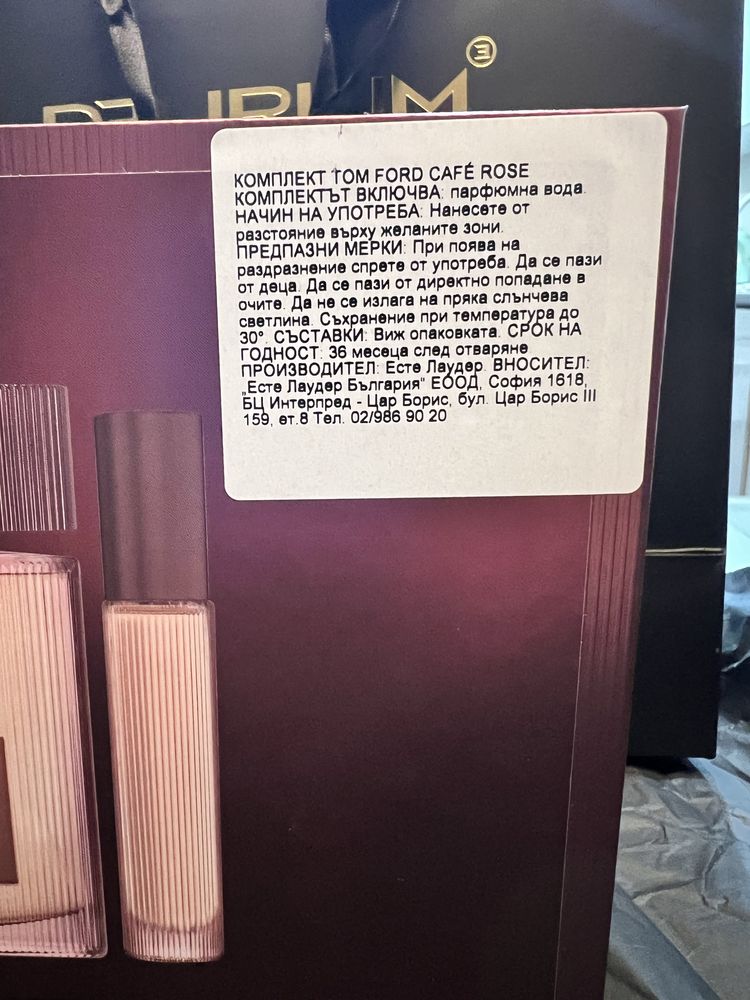 КОМПЛЕКТ TOM FORD CAFÉ ROSE
КОМПЛЕКТЪТ ВКЛЮЧВА: парфюмна вода.
НАЧИН НА УПОТРЕБА: Нанесете от
разстояние върху желаните зони.
ПРЕДПАЗНИ МЕРКИ: При поява на
раздразнение спрете от употреба. Да се пази
от деца. Да се пази от директно попадане в
очите. Да не се излага на пряка слънчева
светлина. Съхранение при температура до
30°. СЪСТАВКИ: Виж опаковката. СРОК НА
ГОДНОСТ: 36 месеца след отваряне
ПРОИЗВОДИТЕЛ: Есте Лаудер. ВНОСИТЕЛ:
„Есте Лаудер България" ЕООД, София 1618,
БЦ Интерпред - Цар Борис, бул. Цар Борис III
159, ет.8 Тел. 02/986 90 20